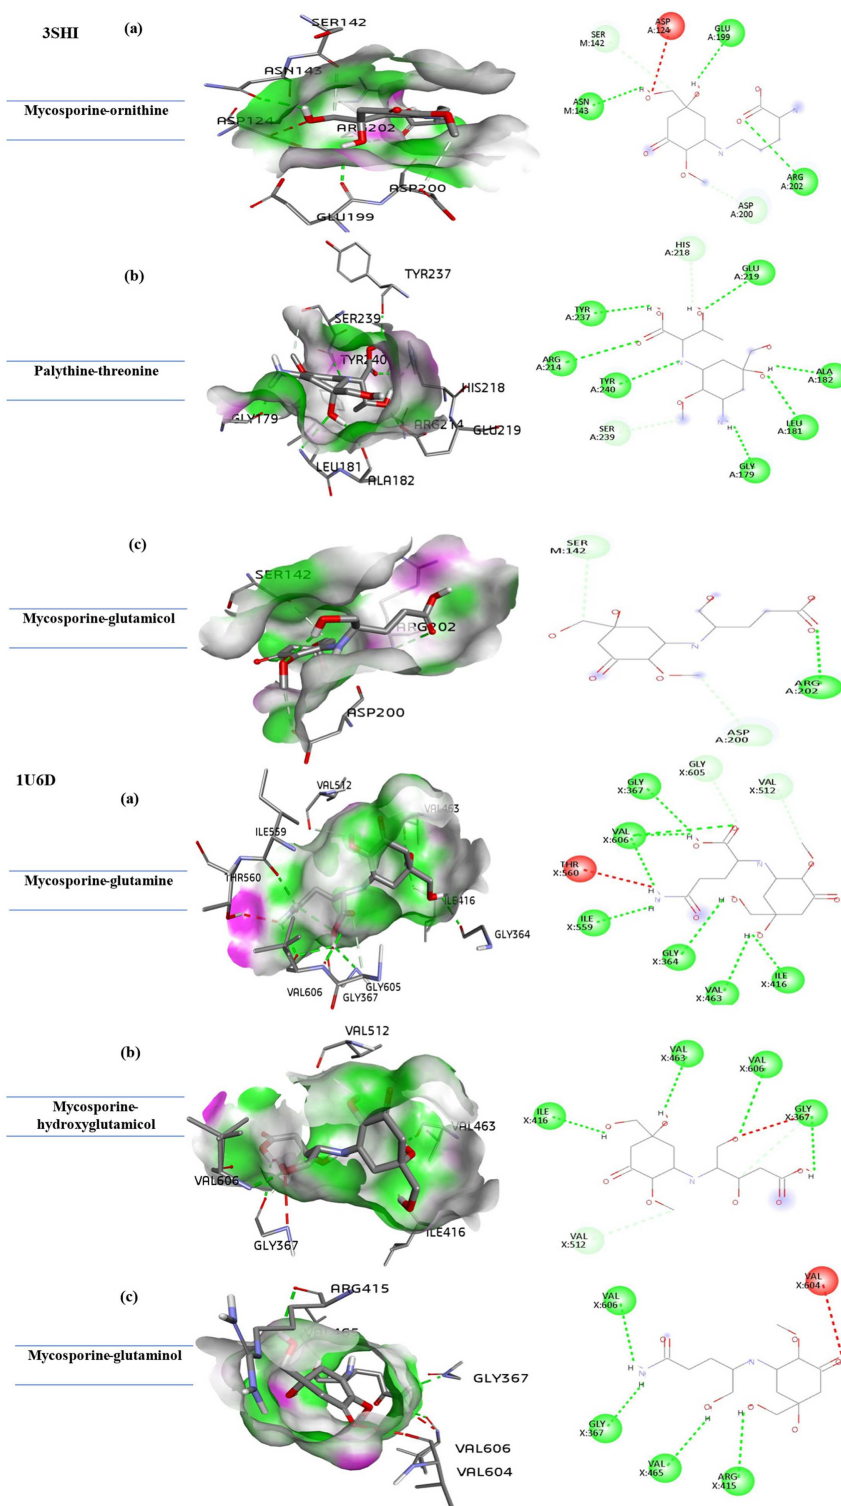 3SHI
(a)
Mycosporine-ornithine
SER142
ASN143
ASP124
ARG202
ASP200
GLU199
SER
M:142
ASP
A:124
GLU
A:199
ASN
M:143
ARG
A:202
ASP
A:200
(b)
Palythine-threonine
TYR237
SER239
TYR240
HIS218
GLY179
ARG214
GLU219
LEU181
ALA182
HIS
A:218
GLU
A:219
TYR
A:237
ARG
A:214
ALA
A:182
TYR
A:240
SER
A:239
LEU
A:181
GLY
A:179
(c)
Mycosporine-glutamicol
SER142
ARG202
ASP200
SER
M:142
ARG
A:202
ASP
A:200
1U6D
(a)
Mycosporine-glutamine
VAL512
VAL463
ILE559
THR560
ILE416
GLY364
GLY605
VAL606
GLY367
GLY
X:605
GLY
X:367
VAL
X:512
VAL
X:606
THR
X:560
ILE
X:559
GLY
X:364
ILE
X:416
VAL
X:463
(b)
Mycosporine-
hydroxyglutamicol
VAL512
VAL463
VAL606
GLY367
ILE416
VAL
X:463
VAL
X:606
ILE
X:416
GLY
X:367
VAL
X:512
(c)
Mycosporine-glutaminol
ARG415
GLY367
VAL606
VAL604
VAL
X:604
VAL
X:606
GLY
X:367
VAL
X:465
ARG
X:415